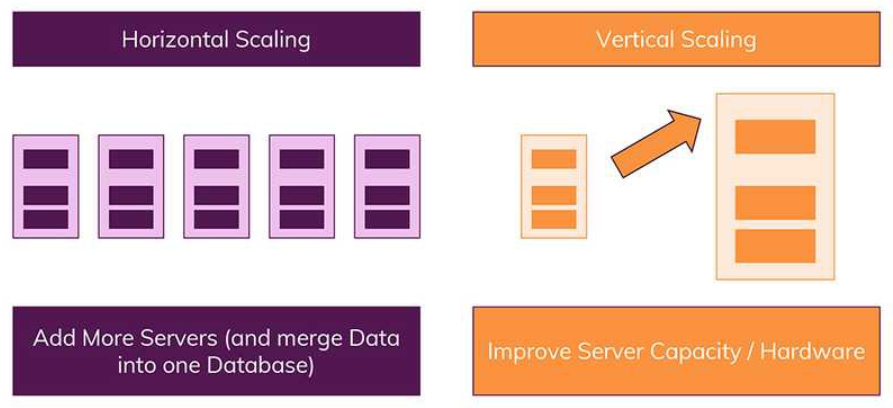 Horizontal Scaling
Vertical Scaling
Add More Servers (and merge Data
into one Database)
Improve Server Capacity / Hardware